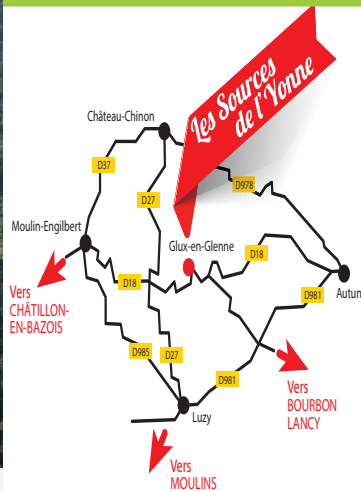 Les Sources
de l'Yonne
Château-Chinon
D37
D27
D978
Moulin-Engilbert
Glux-en-Glenne
D18
D18
Autun
D981
Vers
CHÂTILLON-
EN-BAZOIS
D985
D27
D981
Vers
BOURBON
LANCY
Luzy
Vers
MOULINS